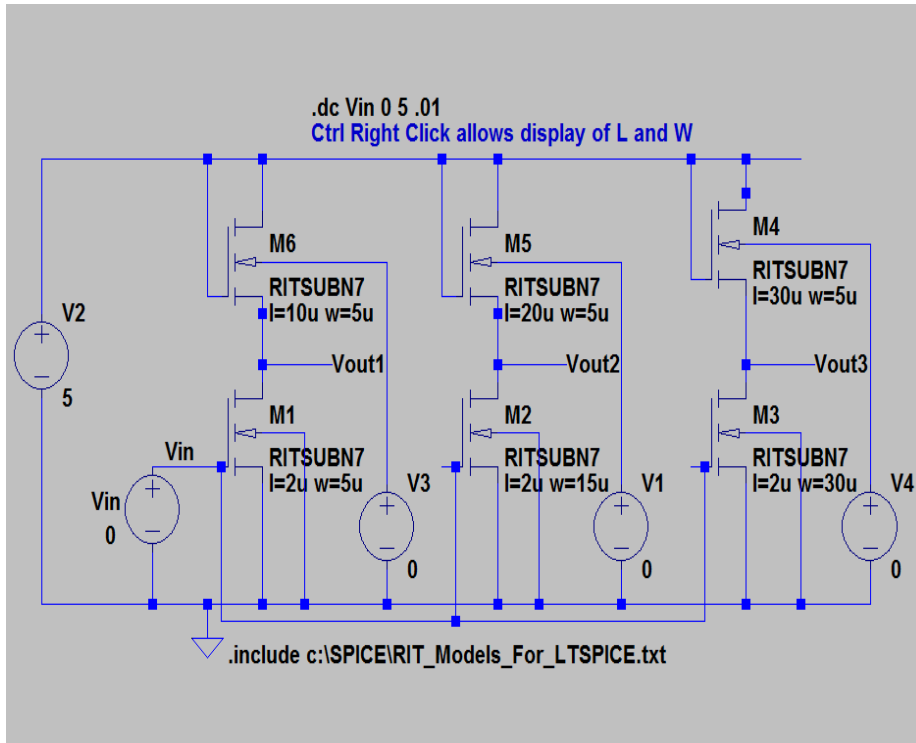 .dc Vin 0 5 .01
Ctrl Right Click allows display of L and W
M6
RITSUBN7
l=10u w=5u
M5
RITSUBN7
l=20u w=5u
M4
RITSUBN7
l=30u w=5u
V2
+
−
5
Vout1
Vout2
Vout3
M1
RITSUBN7
l=2u w=5u
M2
RITSUBN7
l=2u w=15u
M3
RITSUBN7
l=2u w=30u
Vin
Vin
+
−
0
V3
+
−
0
V1
+
−
0
V4
+
−
0
.include c:\SPICE\RIT_Models_For_LTSPICE.txt